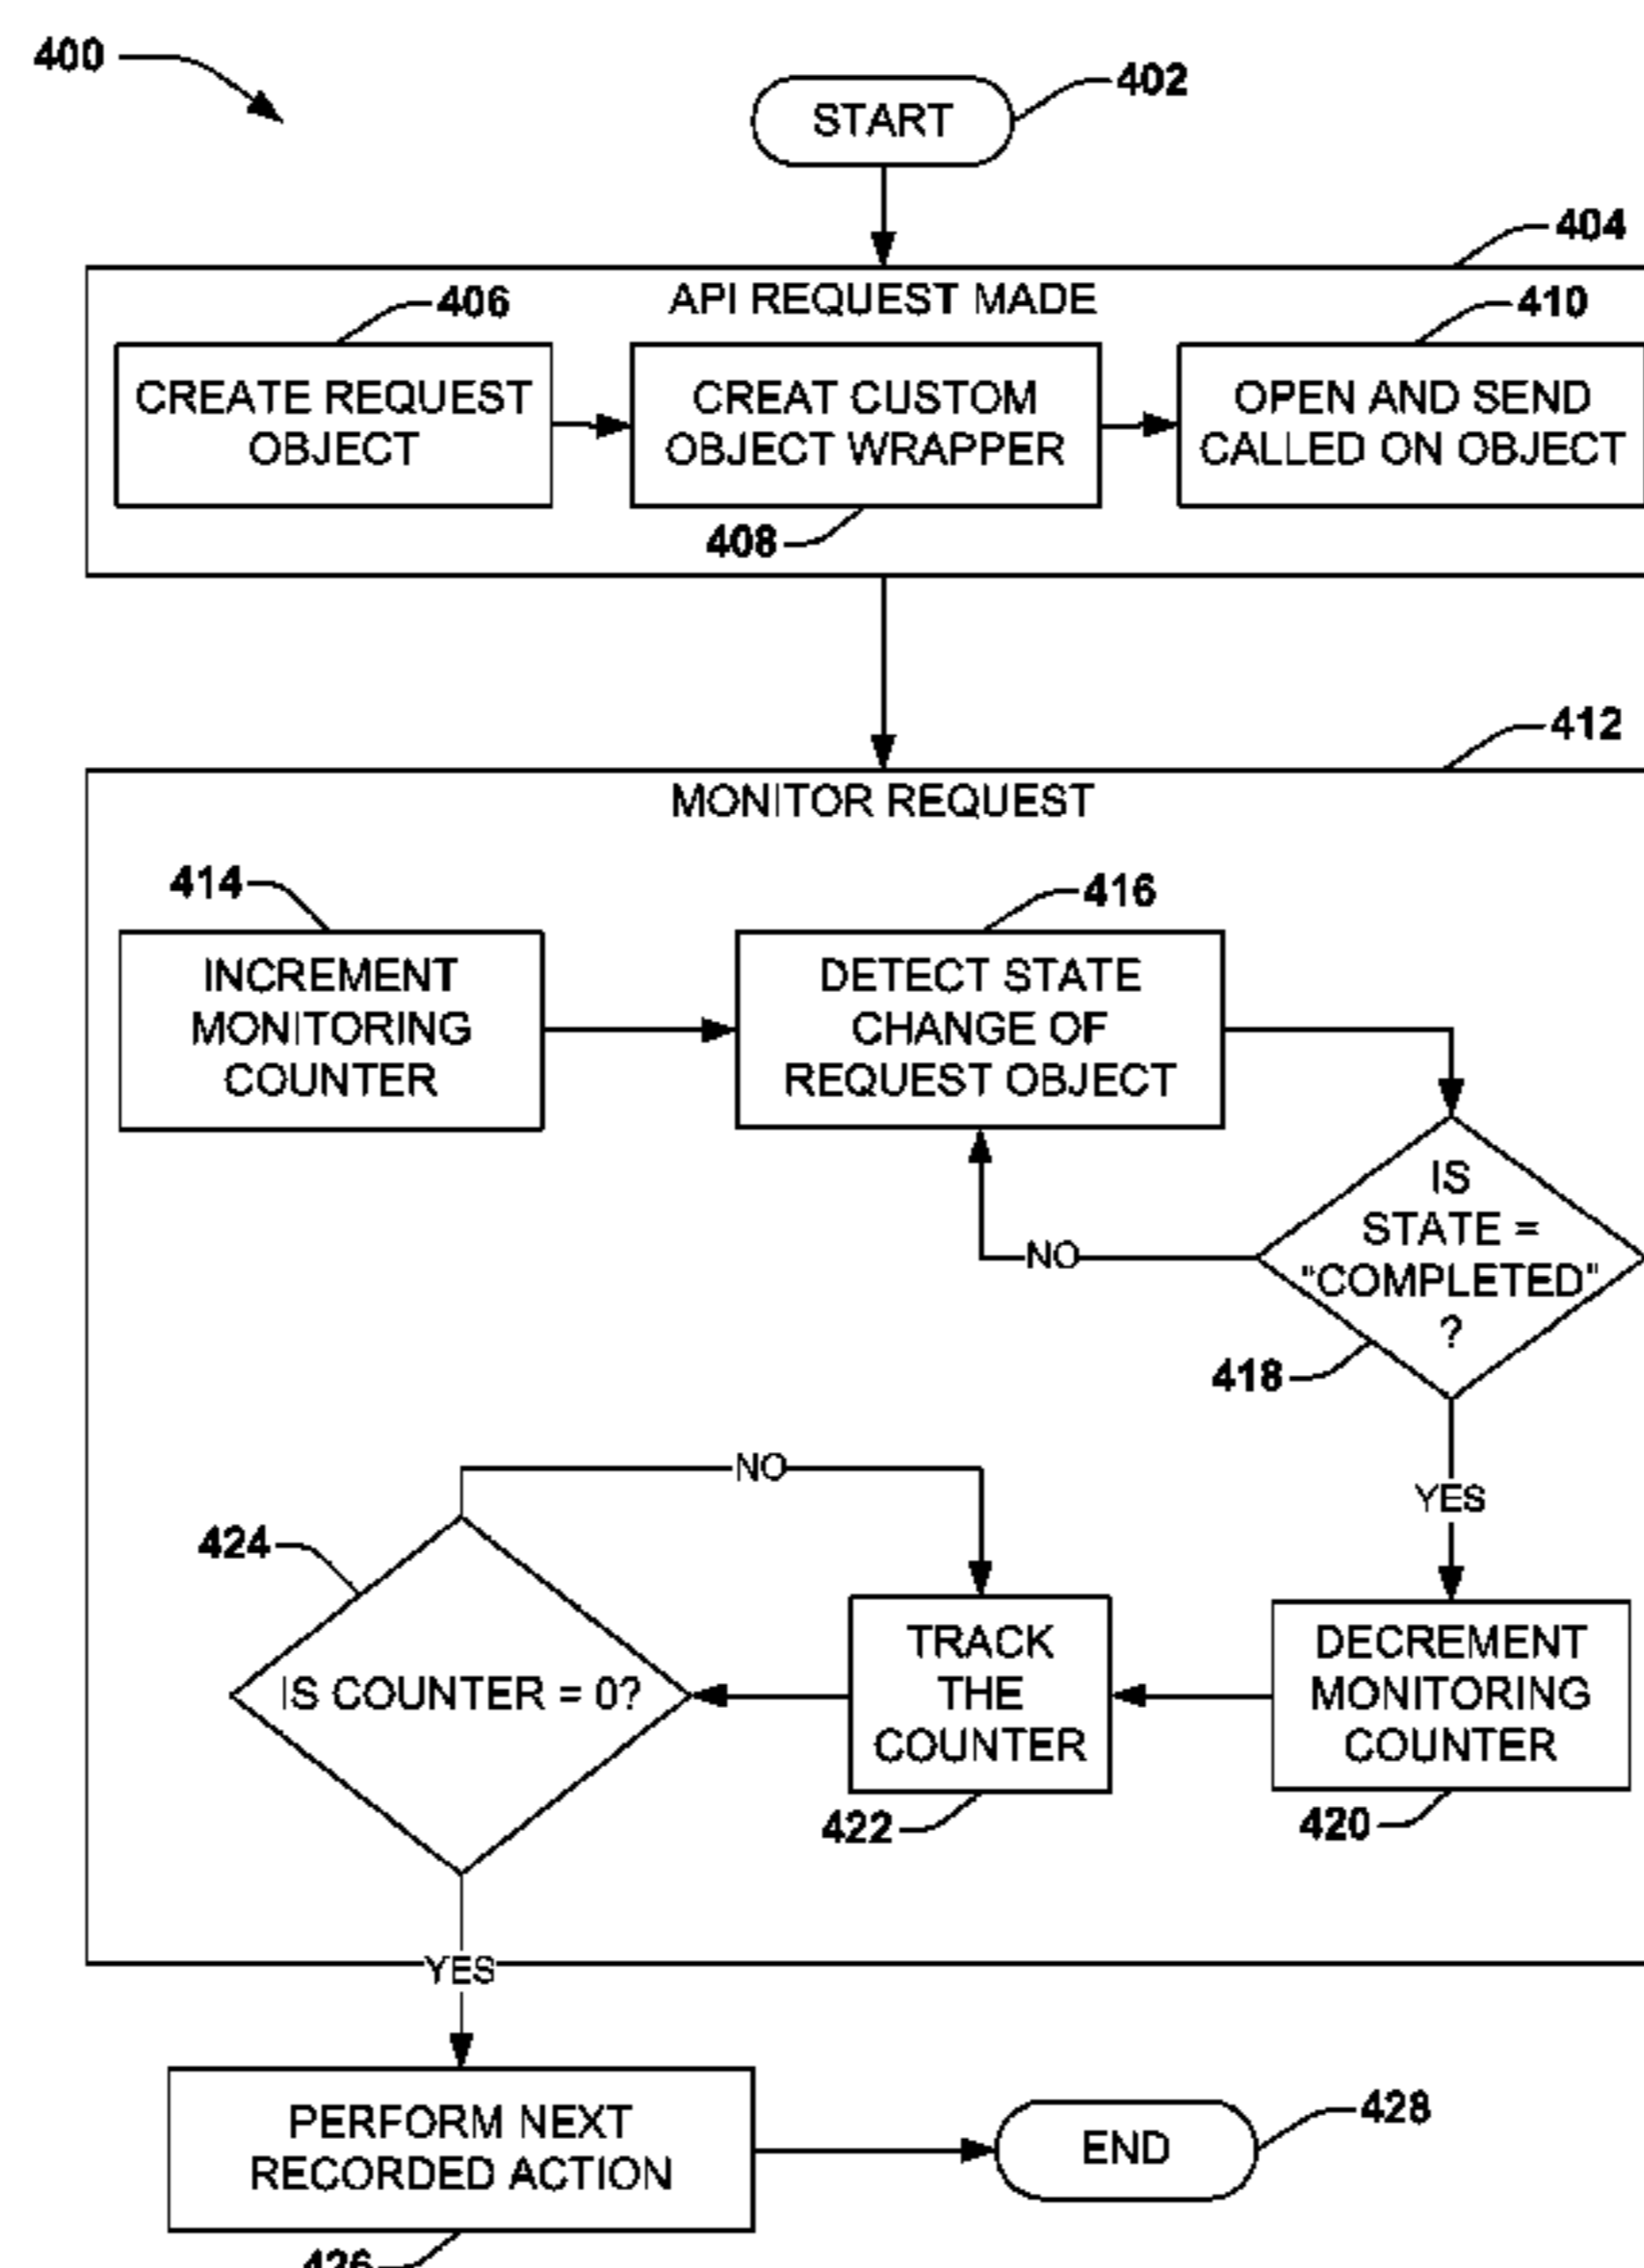 400
402
START
404
API REQUEST MADE
406
410
CREATE REQUEST
OBJECT
CREAT CUSTOM
OBJECT WRAPPER
OPEN AND SEND
CALLED ON OBJECT
408
412
MONITOR REQUEST
414
416
INCREMENT
MONITORING
COUNTER
DETECT STATE
CHANGE OF
REQUEST OBJECT
IS
STATE =
"COMPLETED"
?
NO
418
NO
YES
424
IS COUNTER = 0?
TRACK
THE
COUNTER
DECREMENT
MONITORING
COUNTER
422
420
YES
PERFORM NEXT
RECORDED ACTION
END
428
426